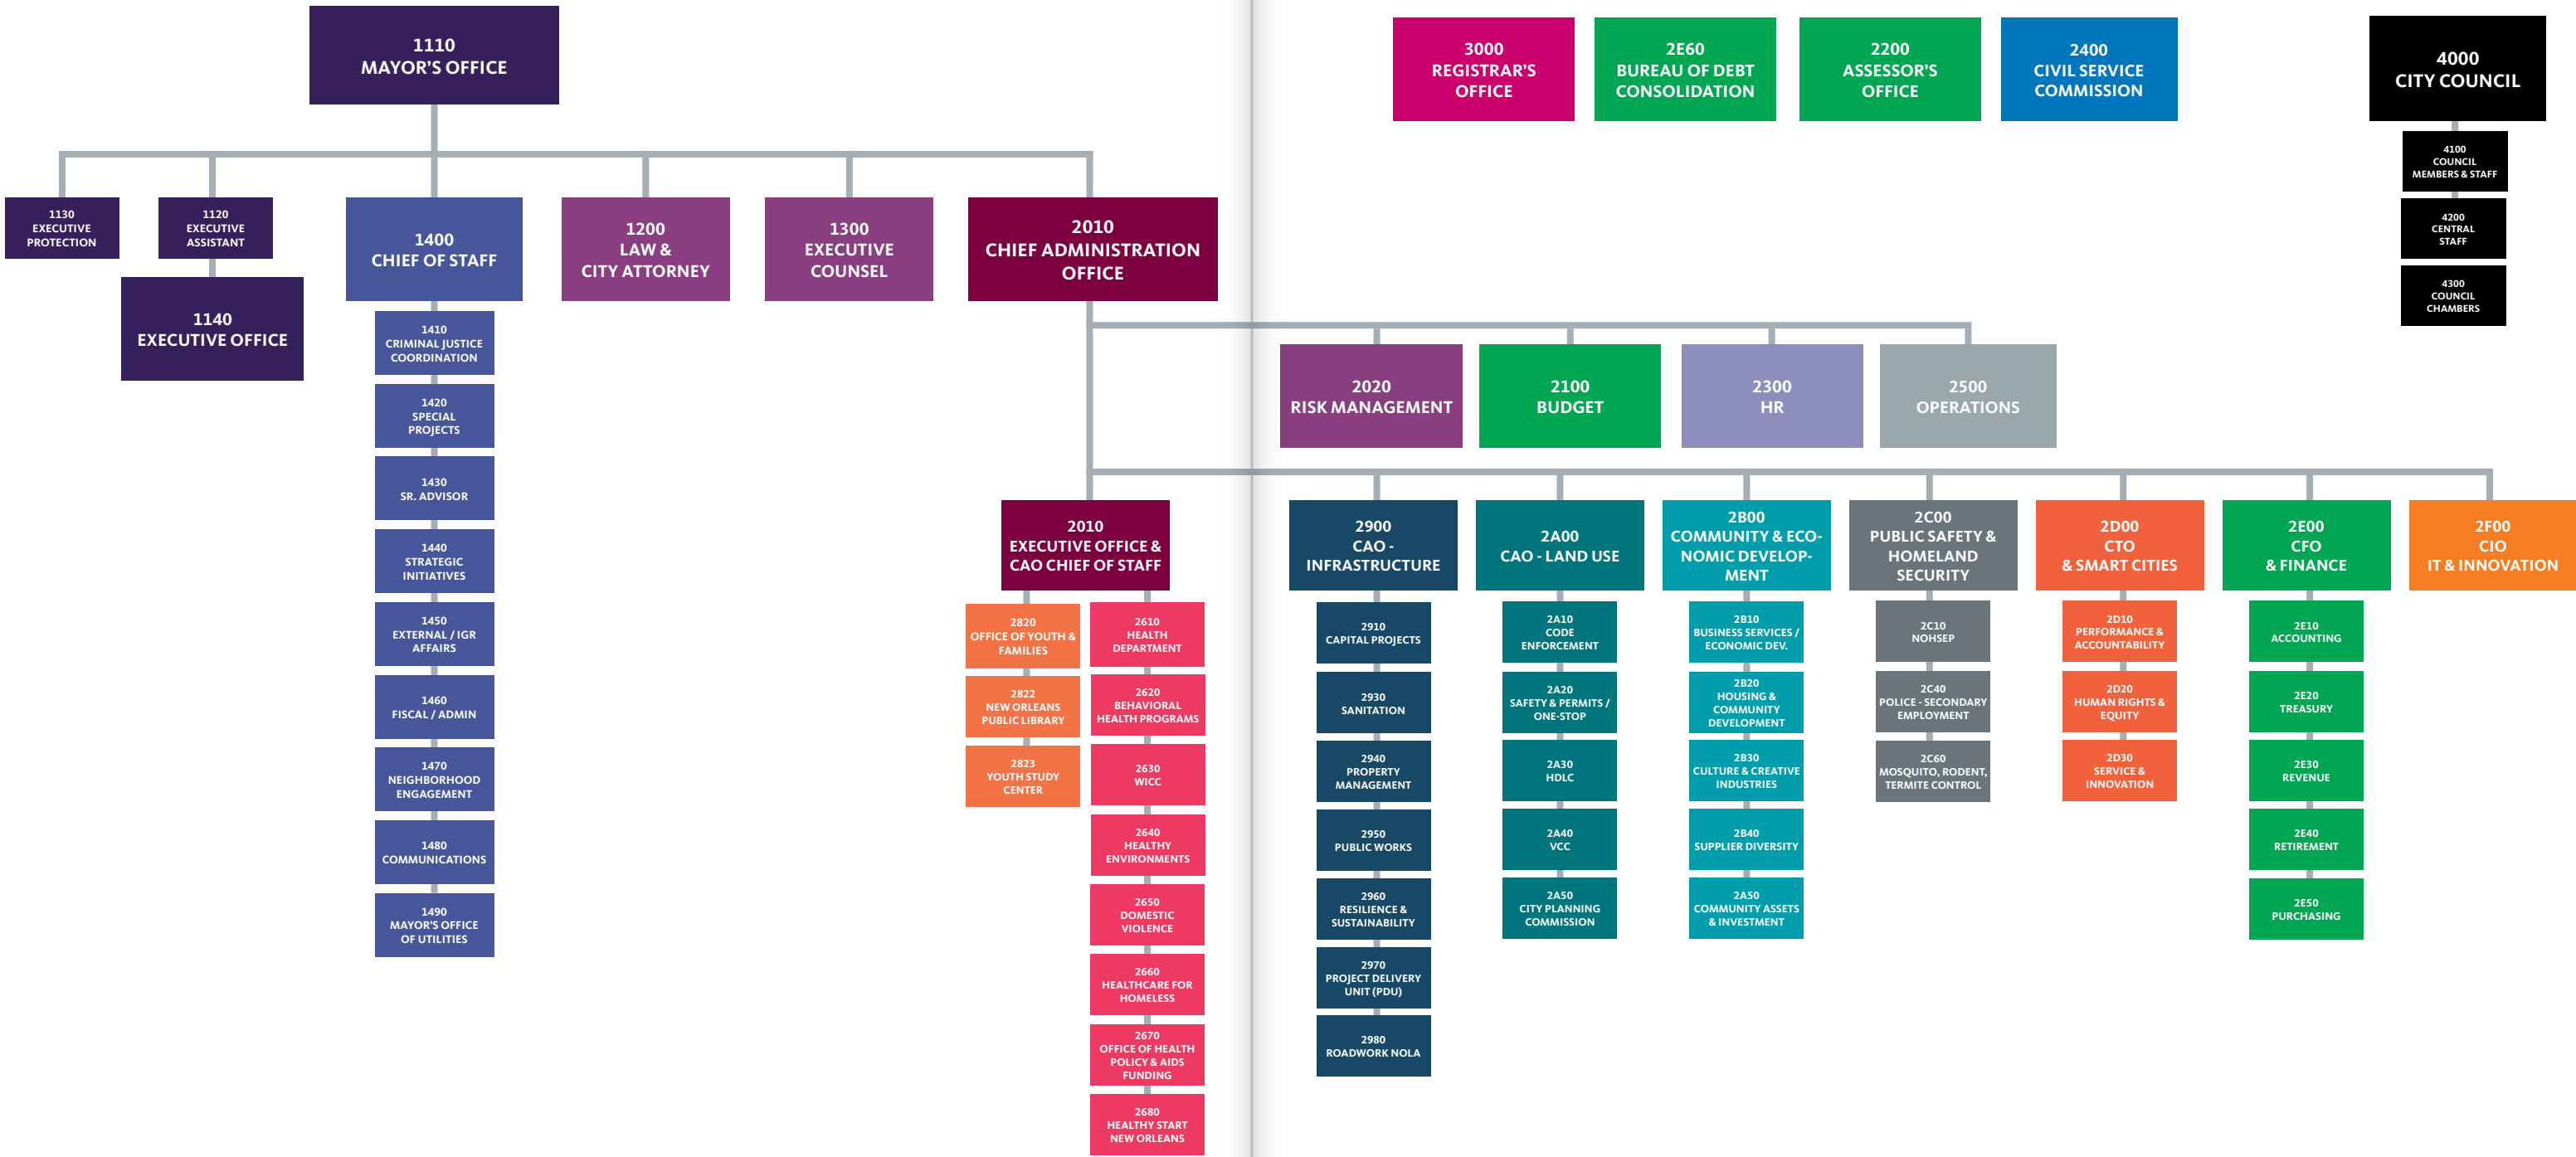 1110
MAYOR'S OFFICE
3000
REGISTRAR'S
OFFICE
2E60
BUREAU OF DEBT
CONSOLIDATION
2200
ASSESSOR'S
OFFICE
2400
CIVIL SERVICE
COMMISSION
4000
CITY COUNCIL
4100
COUNCIL
MEMBERS & STAFF
4200
CENTRAL
STAFF
4300
COUNCIL
CHAMBERS
1130
EXECUTIVE
PROTECTION
1120
EXECUTIVE
ASSISTANT
1140
EXECUTIVE OFFICE
1400
CHIEF OF STAFF
1200
LAW &
CITY ATTORNEY
1300
EXECUTIVE
COUNSEL
2010
CHIEF ADMINISTRATION
OFFICE
1410
CRIMINAL JUSTICE
COORDINATION
1420
SPECIAL
PROJECTS
1430
SR. ADVISOR
1440
STRATEGIC
INITIATIVES
1450
EXTERNAL / IGR
AFFAIRS
1460
FISCAL / ADMIN
1470
NEIGHBORHOOD
ENGAGEMENT
1480
COMMUNICATIONS
1490
MAYOR'S OFFICE
OF UTILITIES
2020
RISK MANAGEMENT
2100
BUDGET
2300
HR
2500
OPERATIONS
2010
EXECUTIVE OFFICE &
CAO CHIEF OF STAFF
2820
OFFICE OF YOUTH &
FAMILIES
2822
NEW ORLEANS
PUBLIC LIBRARY
2823
YOUTH STUDY
CENTER
2610
HEALTH
DEPARTMENT
2620
BEHAVIORAL
HEALTH PROGRAMS
2630
WICC
2640
HEALTHY
ENVIRONMENTS
2650
DOMESTIC
VIOLENCE
2660
HEALTHCARE FOR
HOMELESS
2670
OFFICE OF HEALTH
POLICY & AIDS
FUNDING
2680
HEALTHY START
NEW ORLEANS
2900
CAO -
INFRASTRUCTURE
2910
CAPITAL PROJECTS
2930
SANITATION
2940
PROPERTY
MANAGEMENT
2950
PUBLIC WORKS
2960
RESILIENCE &
SUSTAINABILITY
2970
PROJECT DELIVERY
UNIT (PDU)
2980
ROADWORK NOLA
2A00
CAO - LAND USE
2A10
CODE
ENFORCEMENT
2A20
SAFETY & PERMITS /
ONE-STOP
2A30
HDLC
2A40
VCC
2A50
CITY PLANNING
COMMISSION
2B00
COMMUNITY & ECO-
NOMIC DEVELOP-
MENT
2B10
BUSINESS SERVICES /
ECONOMIC DEV.
2B20
HOUSING &
COMMUNITY
DEVELOPMENT
2B30
CULTURE & CREATIVE
INDUSTRIES
2B40
SUPPLIER DIVERSITY
2A50
COMMUNITY ASSETS
& INVESTMENT
2C00
PUBLIC SAFETY &
HOMELAND
SECURITY
2C10
NOHSEP
2C40
POLICE - SECONDARY
EMPLOYMENT
2C60
MOSQUITO, RODENT,
TERMITE CONTROL
2D00
CTO
& SMART CITIES
2D10
PERFORMANCE &
ACCOUNTABILITY
2D20
HUMAN RIGHTS &
EQUITY
2D30
SERVICE &
INNOVATION
2E00
CFO
& FINANCE
2E10
ACCOUNTING
2E20
TREASURY
2E30
REVENUE
2E40
RETIREMENT
2E50
PURCHASING
2F00
CIO
IT & INNOVATION